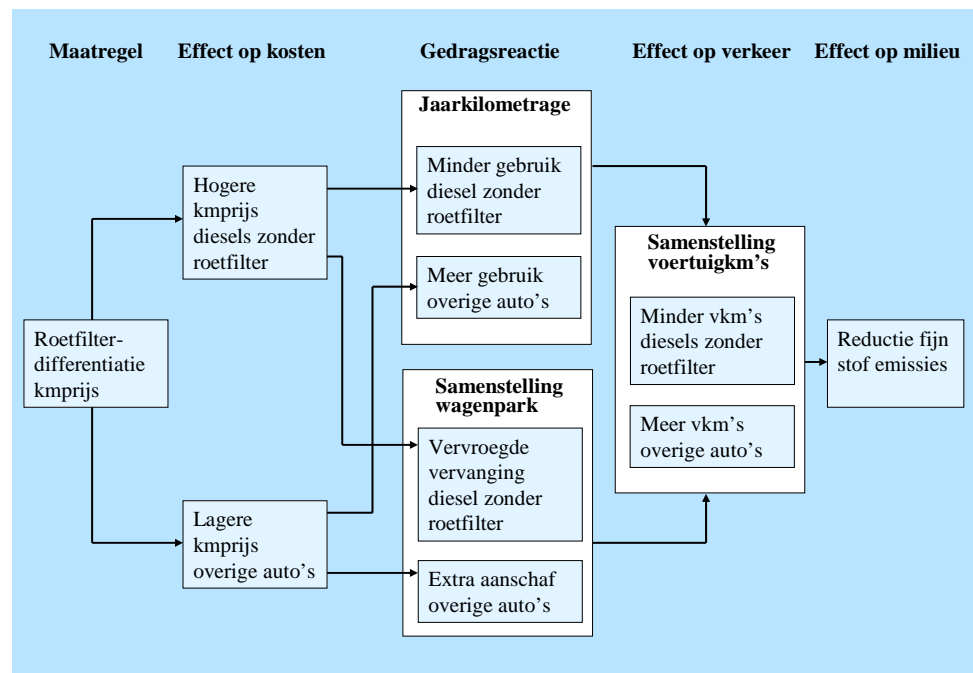 Maatregel
Effect op kosten
Gedragsreactie
Effect op verkeer
Effect op milieu
Roetfilter-
differentiatie
kmprijs
Hogere
kmprijs
diesels zonder
roetfilter
Lagere
kmprijs
overige auto’s
Jaarkilometrage
Minder gebruik
diesel zonder
roetfilter
Meer gebruik
overige auto’s
Samenstelling
wagenpark
Vervroegde
vervanging
diesel zonder
roetfilter
Extra aanschaf
overige auto’s
Samenstelling
voertuigkm’s
Minder vkm’s
diesels zonder
roetfilter
Meer vkm’s
overige auto’s
Reductie fijn
stof emissies